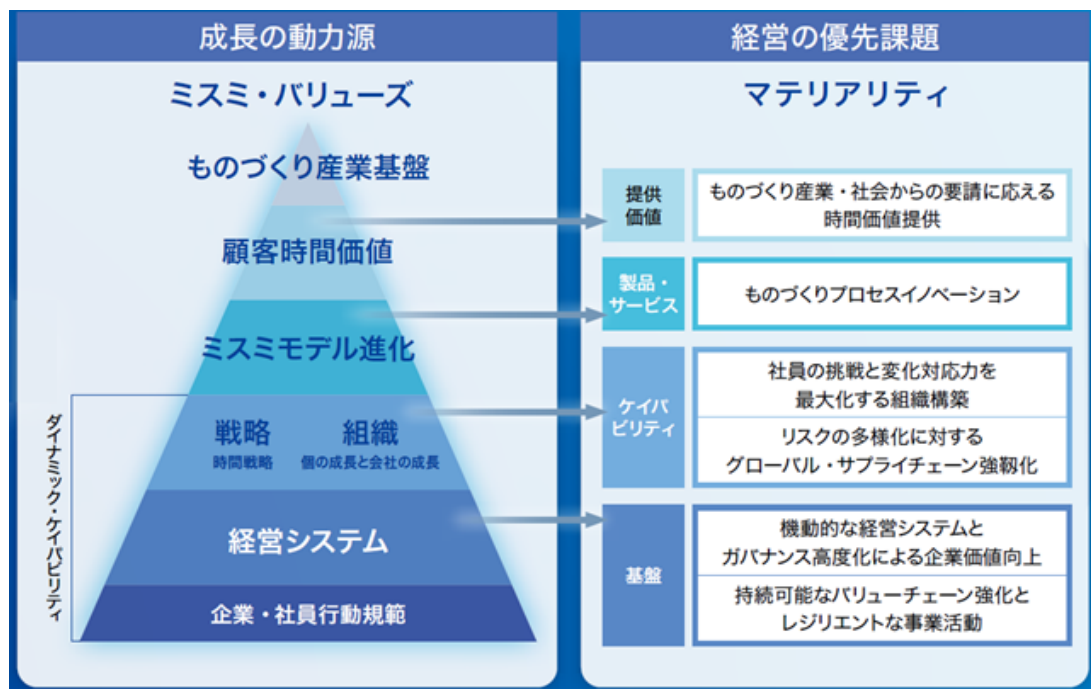 成長の動力源
ミスミ・バリューズ
ものづくり産業基盤
顧客時間価値
ミスミモデル進化
戦略
時間戦略
組織
個の成長と会社の成長
経営システム
企業・社員行動規範
ダイナミック・ケイパビリティ
経営の優先課題
マテリアリティ
提供
価値
ものづくり産業・社会からの要請に応える
時間価値提供
製品・
サービス
ものづくりプロセスイノベーション
ケイパ
ビリティ
社員の挑戦と変化対応力を
最大化する組織構築
リスクの多様化に対する
グローバル・サプライチェーン強靱化
基盤
機動的な経営システムと
ガバナンス高度化による企業価値向上
持続可能なバリューチェーン強化と
レジリエントな事業活動